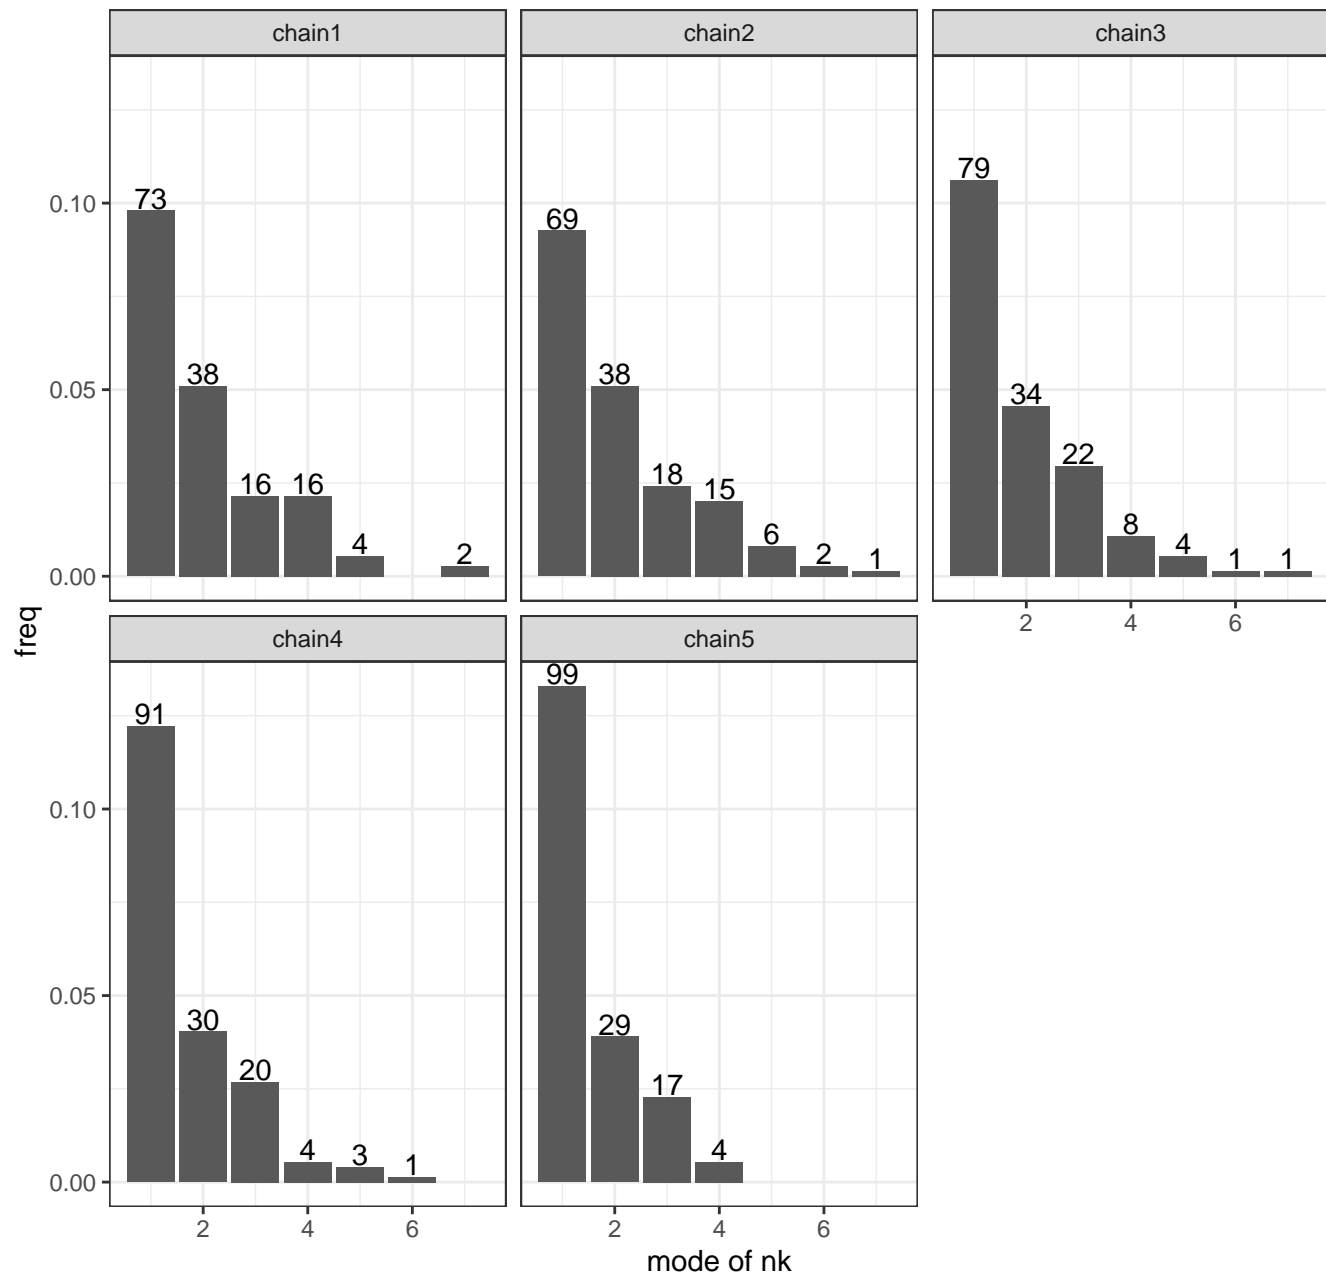 chain1 chain2 chain3
0.10
0.05
0.00
73 38 16 16 4 2
69 38 18 15 6 2 1
79 34 22 8 4 1 1
2 4 6
freq
chain4 chain5
0.10
0.05
0.00
91 30 20 4 3 1
99 29 17 4
2 4 6
2 4 6
mode of nk